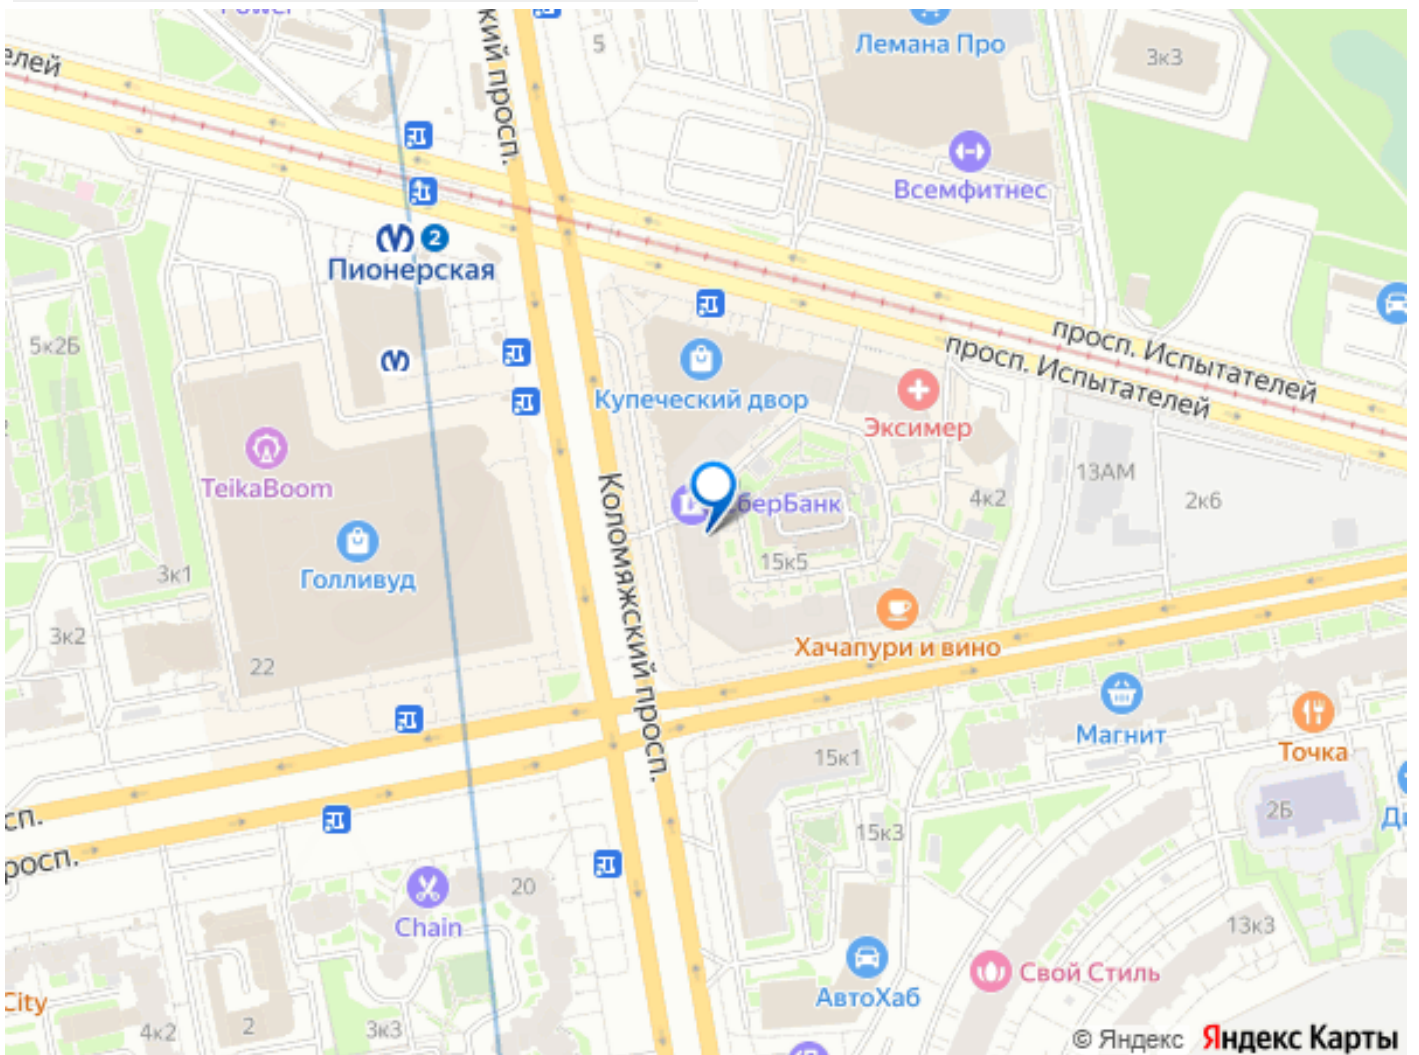 Power
5
Лемана Про
3к3
елей
кий просп.
Всемфитнес
2
Пионерская
5к2Б
просп. Испытателей
просп. Испытателей
Купеческий двор
Эксимер
TeikaBoom
13АМ
4к2
2к6
берБанк
Коломяжский просп.
Голливуд
3к1
15к5
Хачапури и вино
3к2
22
Магнит
Точка
15к1
сп.
2Б
15к3
росп.
20
Chain
13к3
Свой Стиль
АвтоХаб
City
4к2
2
3к3
© Яндекс Яндекс Карты